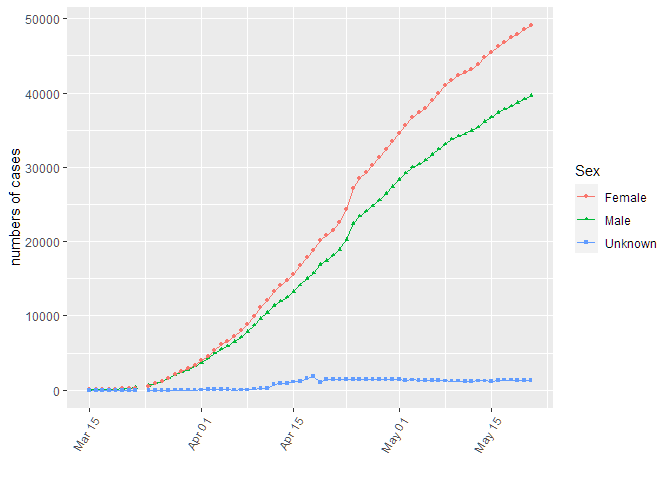 50000
40000
30000
20000
10000
0
numbers of cases
Mar 15
Apr 01
Apr 15
May 01
May 15
Sex
Female
Male
Unknown